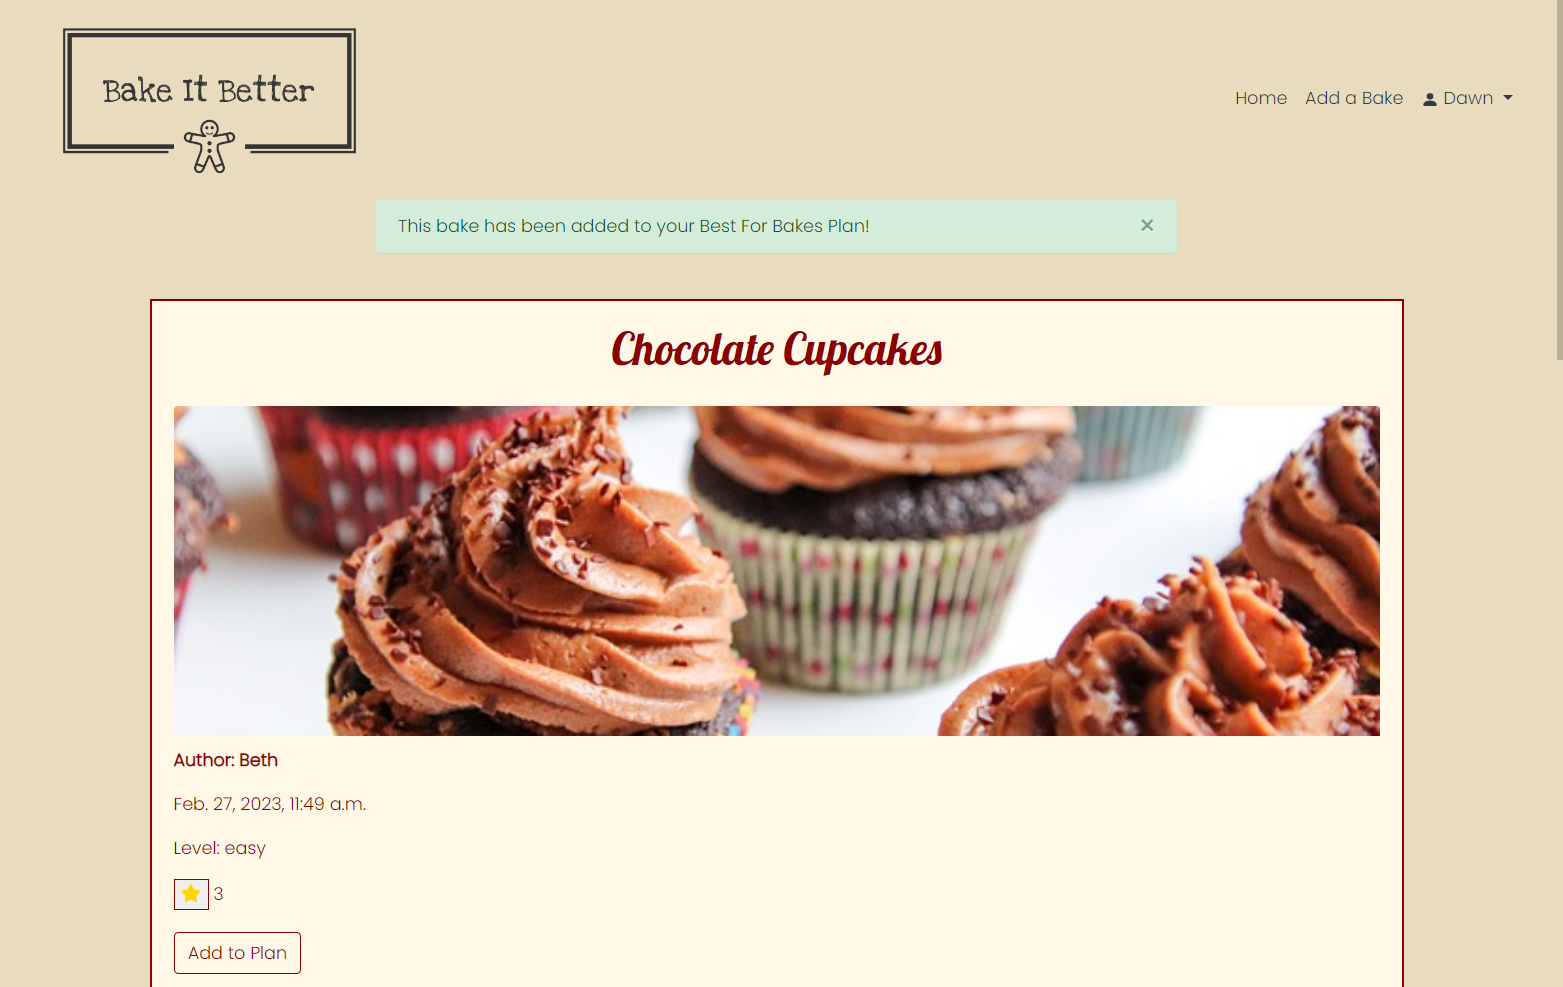 Bake It Better
Home Add a Bake Dawn
This bake has been added to your Best For Bakes Plan! ×
Chocolate Cupcakes
Author: Beth
Feb. 27, 2023, 11:49 a.m.
Level: easy
3
Add to Plan